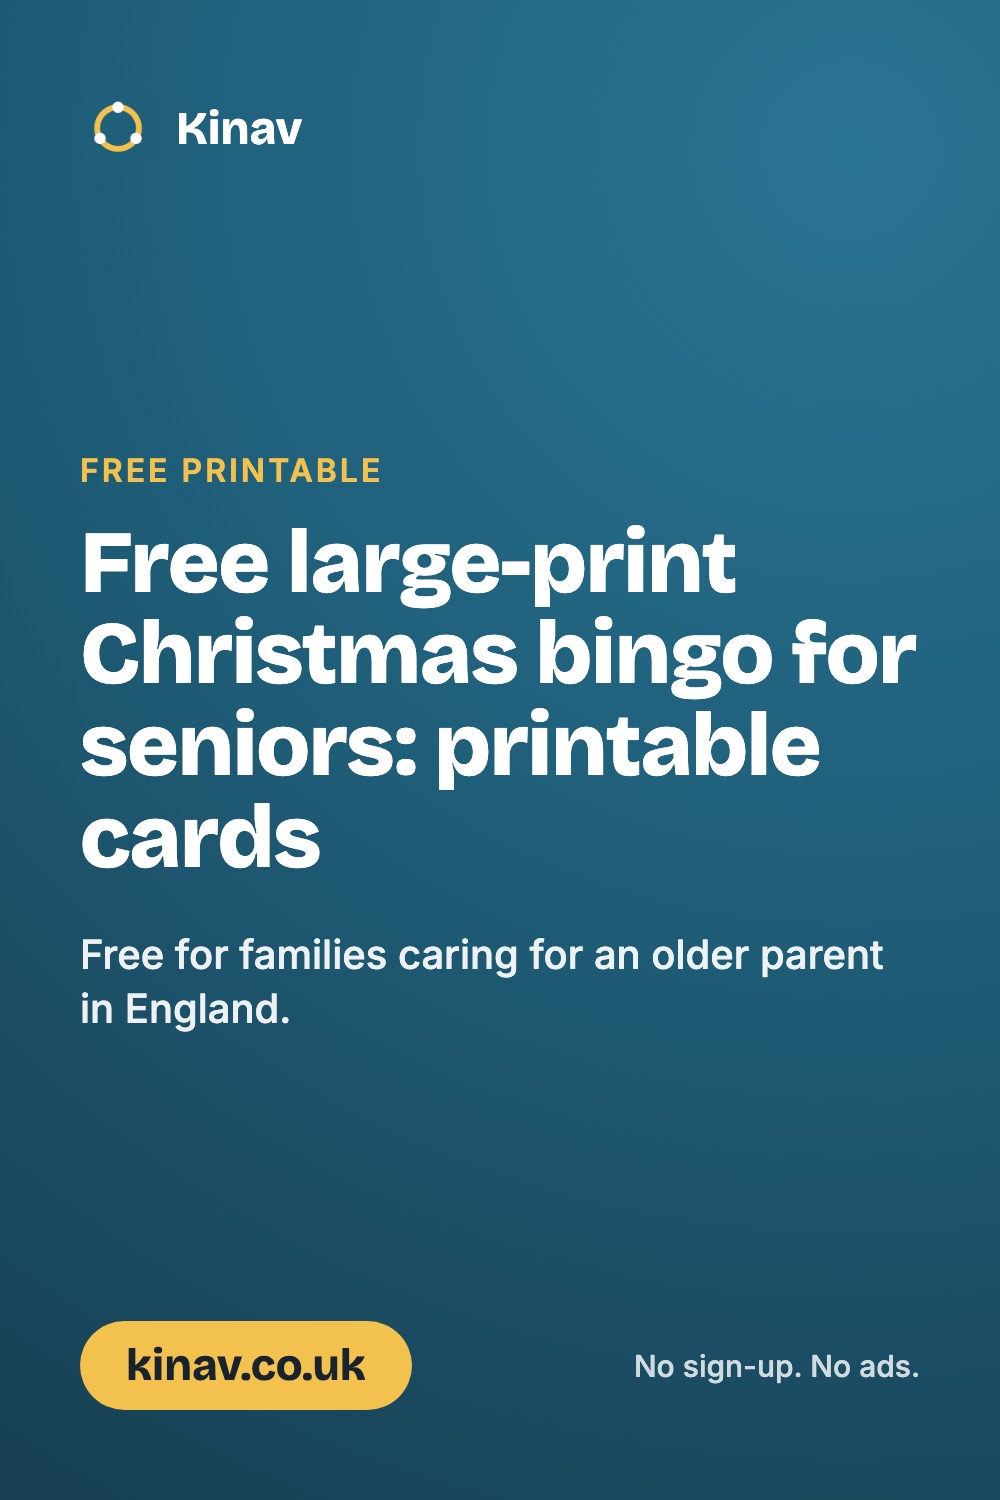 Kinav
FREE PRINTABLE
Free large-print
Christmas bingo for
seniors: printable
cards
Free for families caring for an older parent
in England.
kinav.co.uk
No sign-up. No ads.